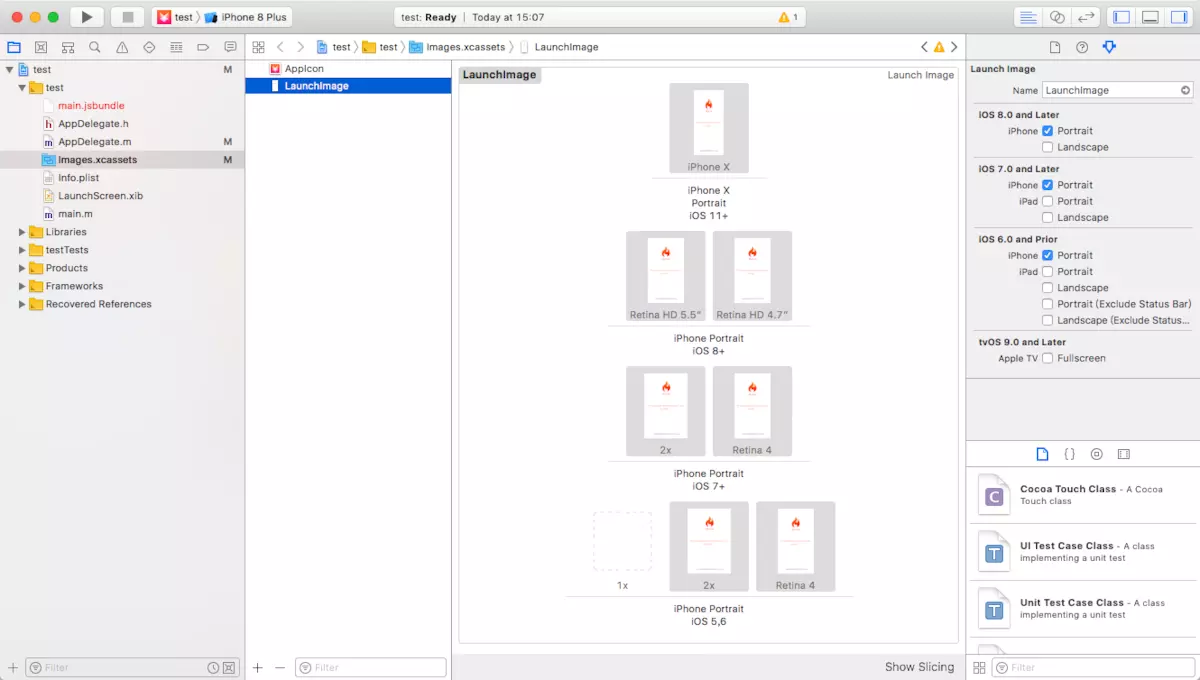 test
iPhone 8 Plus
test: Ready | Today at 15:07
1
test
test
Images.xcassets
LaunchImage
test
M
test
main.jsbundle
AppDelegate.h
AppDelegate.m
M
Images.xcassets
M
Info.plist
LaunchScreen.xib
main.m
Libraries
testTests
Products
Frameworks
Recovered References
Filter
AppIcon
LaunchImage
Filter
LaunchImage
Launch Image
iPhone X
iPhone X
Portrait
iOS 11+
Retina HD 5.5"
Retina HD 4.7"
iPhone Portrait
iOS 8+
2x
Retina 4
iPhone Portrait
iOS 7+
1x
2x
Retina 4
iPhone Portrait
iOS 5,6
Show Slicing
Launch Image
Name
LaunchImage
iOS 8.0 and Later
iPhone
Portrait
Landscape
iOS 7.0 and Later
iPhone
Portrait
iPad
Portrait
Landscape
iOS 6.0 and Prior
iPhone
Portrait
iPad
Portrait
Landscape
Portrait (Exclude Status Bar)
Landscape (Exclude Status...
tvOS 9.0 and Later
Apple TV
Fullscreen
{ }
C
Cocoa Touch Class - A Cocoa
Touch class
T
UI Test Case Class - A class
implementing a unit test
T
Unit Test Case Class - A class
implementing a unit test
Filter